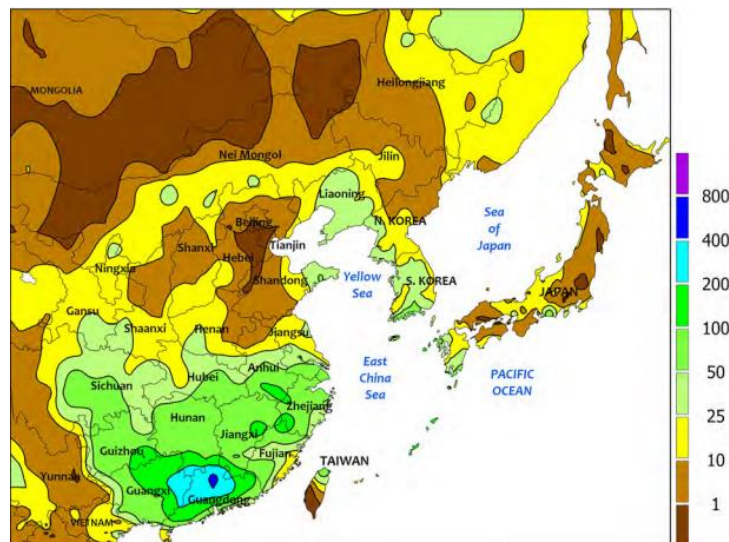 MONGOLIA
Heilongjiang
Nei Mongol
Jilin
Liaoning
Beijing
N. KOREA
Sea
of
Japan
Shanxi
Tianjin
Hebei
Ningxia
Shandong
Yellow
Sea
S. KOREA
JAPAN
Gansu
Shaanxi
Henan
Jiangsu
East
China
Sea
PACIFIC
OCEAN
Anhui
Hubei
Sichuan
Zhejiang
Hunan
Jiangxi
Guizhou
Fujian
TAIWAN
Yunnan
Guangxi
Guangdong
VIETNAM
800
400
200
100
50
25
10
1